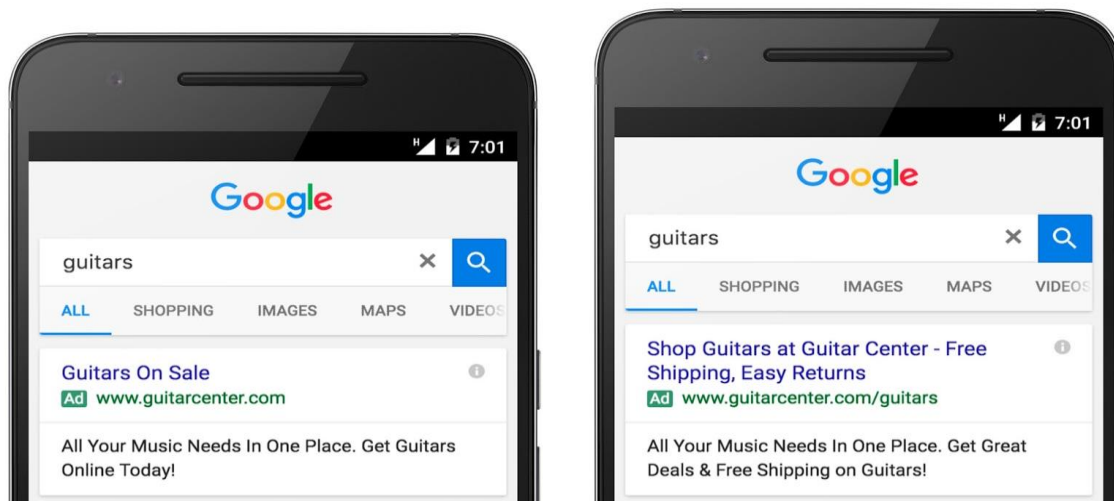 H 7:01
Google
guitars
ALL SHOPPING IMAGES MAPS VIDEOS
Guitars On Sale
Ad www.guitarcenter.com
All Your Music Needs In One Place. Get Guitars
Online Today!
H 7:01
Google
guitars
ALL SHOPPING IMAGES MAPS VIDEOS
Shop Guitars at Guitar Center - Free
Shipping, Easy Returns
Ad www.guitarcenter.com/guitars
All Your Music Needs In One Place. Get Great
Deals & Free Shipping on Guitars!